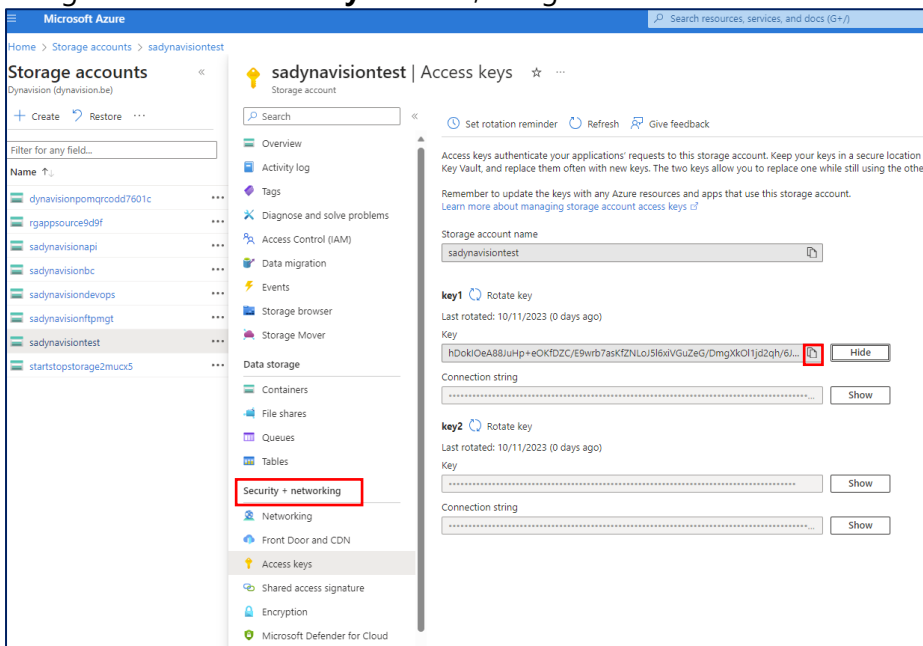 Microsoft Azure
Search resources, services, and docs (G+/)
Home > Storage accounts > sadynavisiontest
Storage accounts
Dynavision (dynavision.be)
Create Restore ...
Filter for any field...
Name ↑↓
dynavisionpomqrcodd7601c
rgappsource9d9f
sadynavisionapi
sadynavisionbc
sadynavisiondevops
sadynavisionftpmgt
sadynavisiontest
startstopstorage2mucx5
sadynavisiontest | Access keys
Storage account
Search
Overview
Activity log
Tags
Diagnose and solve problems
Access Control (IAM)
Data migration
Events
Storage browser
Storage Mover
Data storage
Containers
File shares
Queues
Tables
Security + networking
Networking
Front Door and CDN
Access keys
Shared access signature
Encryption
Microsoft Defender for Cloud
Set rotation reminder Refresh Give feedback
Access keys authenticate your applications' requests to this storage account. Keep your keys in a secure location
Key Vault, and replace them often with new keys. The two keys allow you to replace one while still using the othe
Remember to update the keys with any Azure resources and apps that use this storage account.
Learn more about managing storage account access keys
Storage account name
sadynavisiontest
key1 Rotate key
Last rotated: 10/11/2023 (0 days ago)
Key
Hide
Connection string
Show
key2 Rotate key
Last rotated: 10/11/2023 (0 days ago)
Key
Show
Connection string
Show